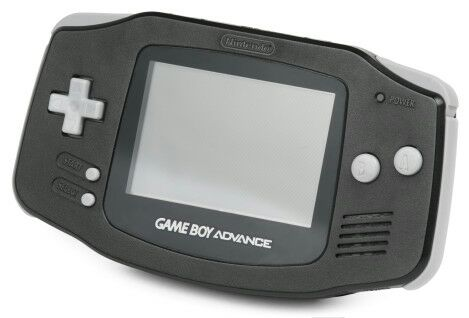 Nintendo
POWER
B A
START
SELECT
GAME BOY ADVANCE